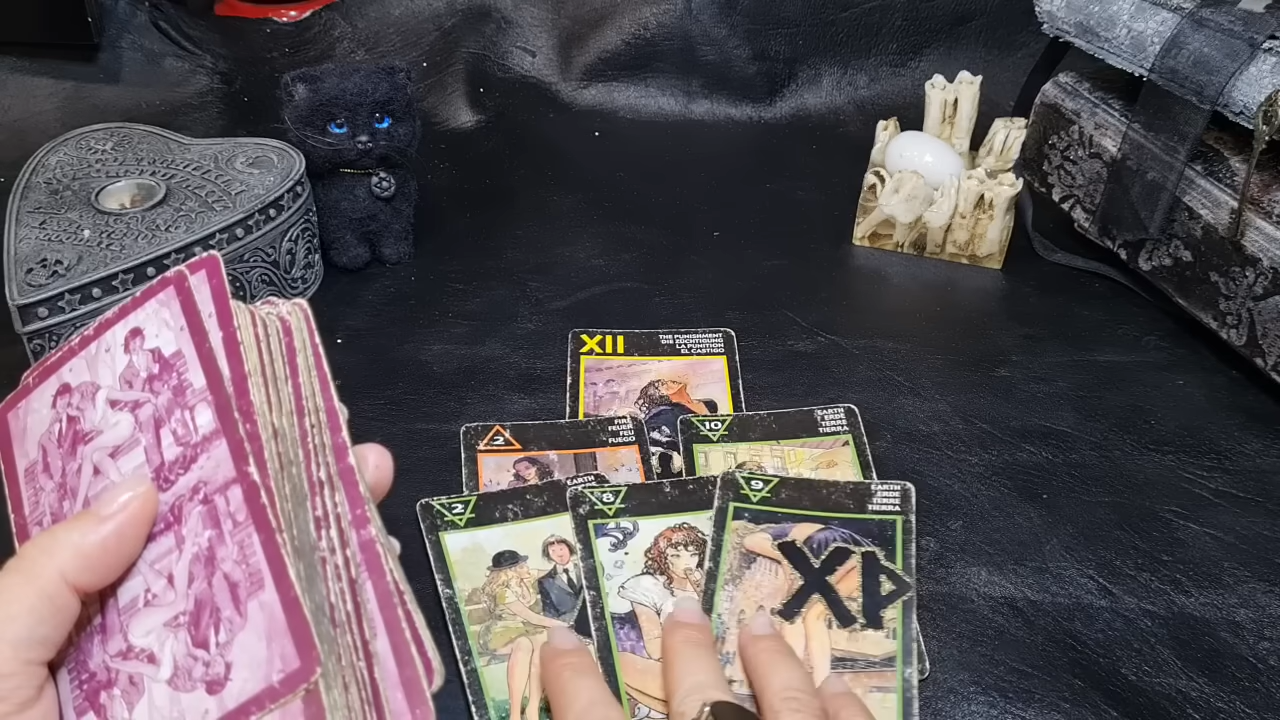 XII
THE PUNISHMENT
DIE ZÜCHTIGUNG
LA PUNITION
EL CASTIGO
2
FIRE
FEUER
FEU
FUEGO
10
EARTH
ERDE
TERRE
TIERRA
2
EARTH
8
9
EARTH
ERDE
TERRE
TIERRA